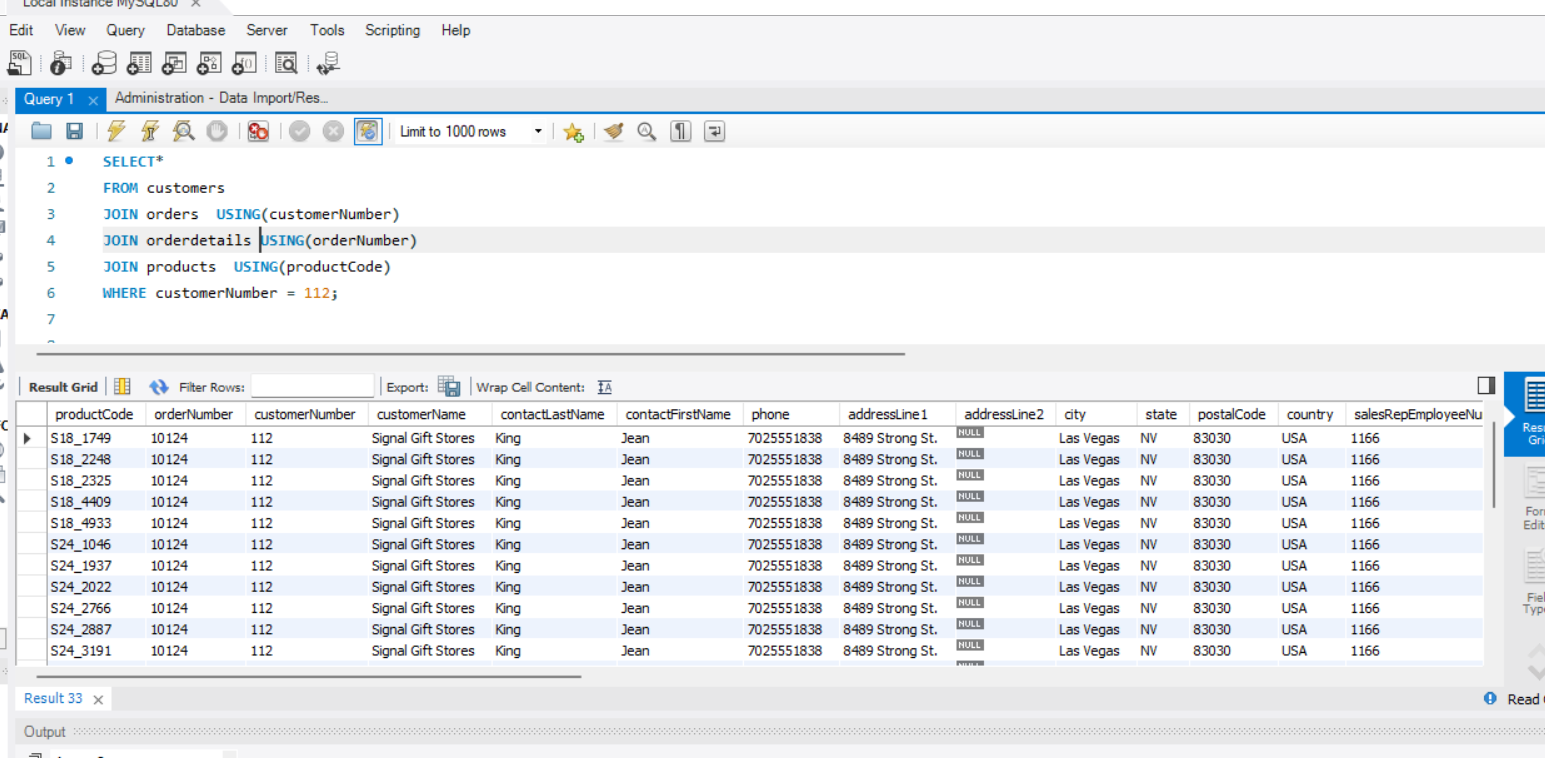 Local instance MySQL80 ×
Edit View Query Database Server Tools Scripting Help
Query 1 × Administration - Data Import/Res...
Limit to 1000 rows
1 SELECT*
2 FROM customers
3 JOIN orders  USING(customerNumber)
4 JOIN orderdetails USING(orderNumber)
5 JOIN products  USING(productCode)
6 WHERE customerNumber = 112;
7
Result Grid Filter Rows: Export: Wrap Cell Content:
productCode orderNumber customerNumber customerName contactLastName contactFirstName phone addressLine1 addressLine2 city state postalCode country salesRepEmployeeNu
S18_1749 10124 112 Signal Gift Stores King Jean 7025551838 8489 Strong St. NULL Las Vegas NV 83030 USA 1166
S18_2248 10124 112 Signal Gift Stores King Jean 7025551838 8489 Strong St. NULL Las Vegas NV 83030 USA 1166
S18_2325 10124 112 Signal Gift Stores King Jean 7025551838 8489 Strong St. NULL Las Vegas NV 83030 USA 1166
S18_4409 10124 112 Signal Gift Stores King Jean 7025551838 8489 Strong St. NULL Las Vegas NV 83030 USA 1166
S18_4933 10124 112 Signal Gift Stores King Jean 7025551838 8489 Strong St. NULL Las Vegas NV 83030 USA 1166
S24_1046 10124 112 Signal Gift Stores King Jean 7025551838 8489 Strong St. NULL Las Vegas NV 83030 USA 1166
S24_1937 10124 112 Signal Gift Stores King Jean 7025551838 8489 Strong St. NULL Las Vegas NV 83030 USA 1166
S24_2022 10124 112 Signal Gift Stores King Jean 7025551838 8489 Strong St. NULL Las Vegas NV 83030 USA 1166
S24_2766 10124 112 Signal Gift Stores King Jean 7025551838 8489 Strong St. NULL Las Vegas NV 83030 USA 1166
S24_2887 10124 112 Signal Gift Stores King Jean 7025551838 8489 Strong St. NULL Las Vegas NV 83030 USA 1166
S24_3191 10124 112 Signal Gift Stores King Jean 7025551838 8489 Strong St. NULL Las Vegas NV 83030 USA 1166
Result 33 × Read
Output